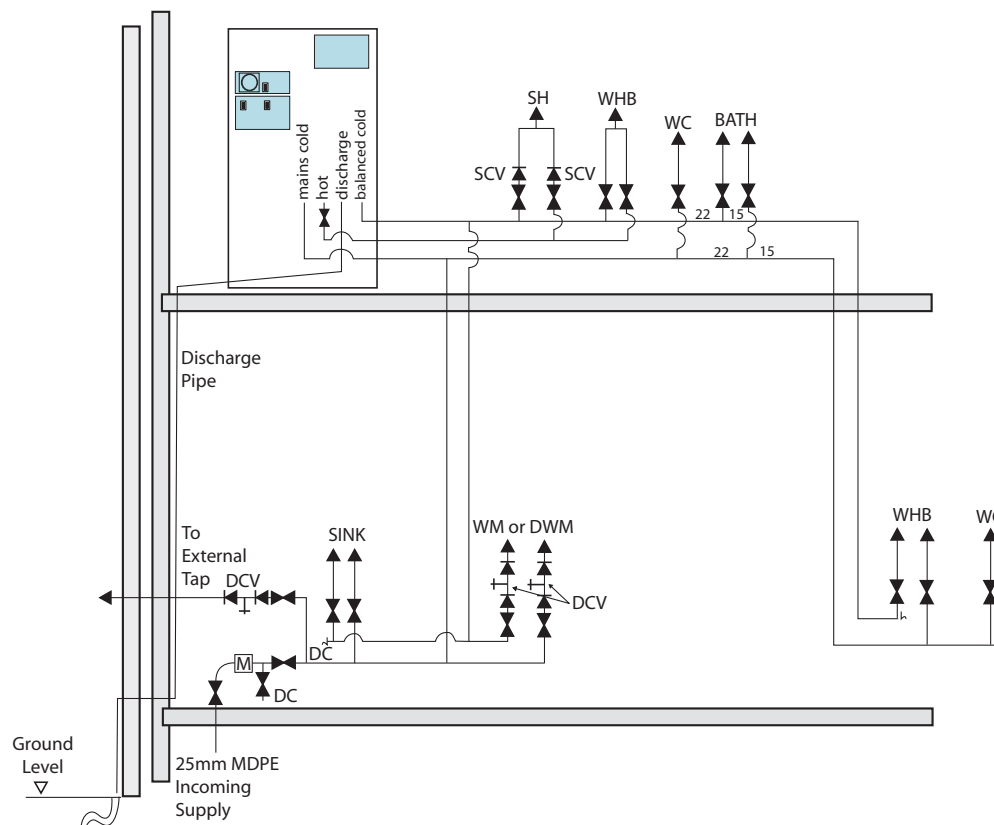 SH
WHB
WC
BATH
mains cold
hot
discharge
balanced cold
SCV
SCV
22
15
22
15
Discharge
Pipe
To
External
Tap
DCV
SINK
WM or DWM
DCV
WHB
WC
DC
M
DC
Ground
Level
25mm MDPE
Incoming
Supply